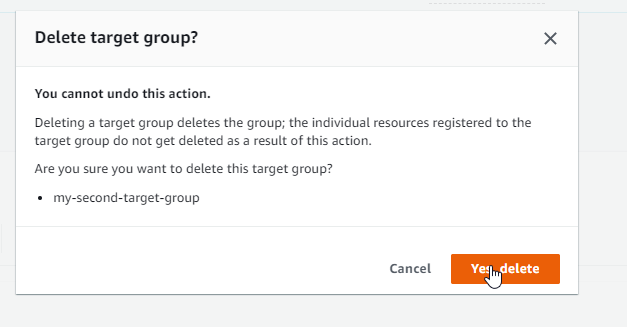 Delete target group?
You cannot undo this action.
Deleting a target group deletes the group; the individual resources registered to the
target group do not get deleted as a result of this action.
Are you sure you want to delete this target group?
• my-second-target-group
Cancel
Yes, delete